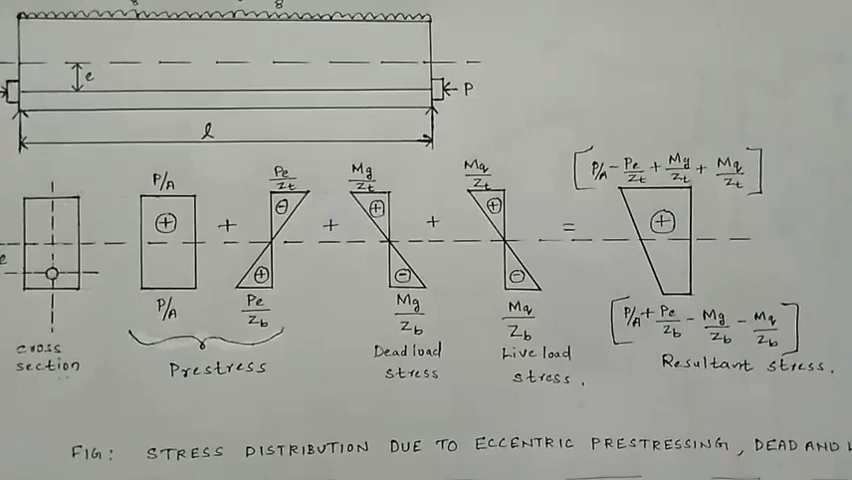 g g
e
P
l
P/A
Pe/Zt
Mg/Zt
Mq/Zt
[P/A - Pe/Zt + Mg/Zt + Mq/Zt]
⊕ + ⊖ + ⊕ + ⊕ = ⊕
e
⊕ ⊖ ⊖
P/A
Pe/Zb
Mg/Zb
Mq/Zb
[P/A + Pe/Zb - Mg/Zb - Mq/Zb]
cross
section
Prestress
Dead load
stress
Live load
stress.
Resultant stress.
FIG: STRESS DISTRIBUTION DUE TO ECCENTRIC PRESTRESSING, DEAD AND